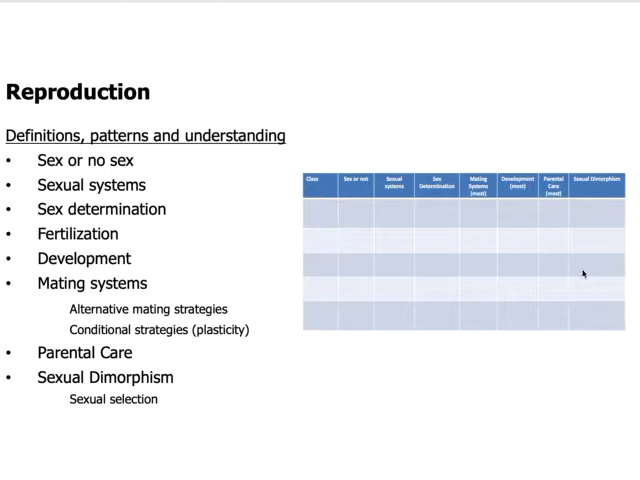 Reproduction
Definitions, patterns and understanding
• Sex or no sex
• Sexual systems
• Sex determination
• Fertilization
• Development
• Mating systems
Alternative mating strategies
Conditional strategies (plasticity)
• Parental Care
• Sexual Dimorphism
Sexual selection
Class
Sex or not
Sexual
systems
Sex
Determination
Mating
Systems
(most)
Development
(most)
Parental
Care
(most)
Sexual Dimorphism